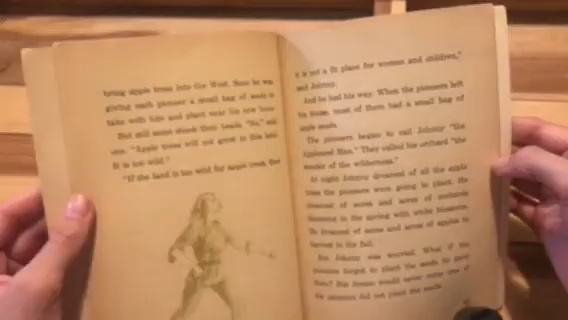 bring apple trees into the West. Soon he was
giving each pioneer a small bag of seeds to
take with him and plant near his new home.
But still some shook their heads. "No," said
one. "Apple trees will not grow in this land.
It is too wild."
"If the land is too wild for apple trees, then
it is not a fit place for women and children,"
said Johnny.
And he had his way. When the pioneers left
his house, most of them had a small bag of
apple seeds.
The pioneers began to call Johnny "the
Appleseed Man." They called his orchard "the
wonder of the wilderness."
At night Johnny dreamed of all the apple
trees the pioneers were going to plant. He
dreamed of acres and acres of orchards
blooming in the spring with white blossoms.
He dreamed of acres and acres of apples to
harvest in the fall.
But Johnny was worried. What if the
pioneers forgot to plant the seeds he gave
them? His dream would never come true if
the pioneers did not plant the seeds.